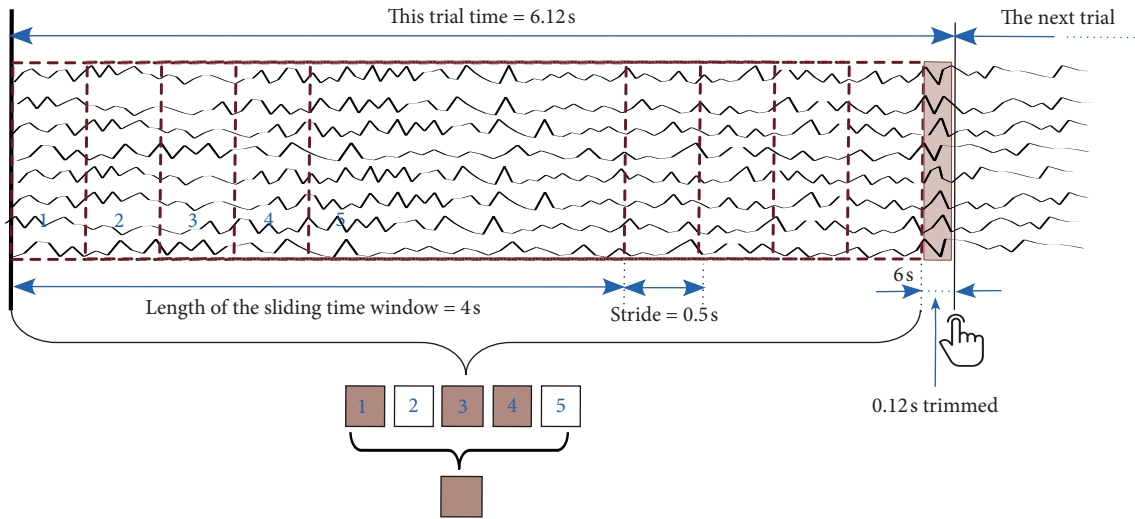 This trial time = 6.12 s
The next trial
1 2 3 4 5
6 s
Length of the sliding time window = 4 s
Stride = 0.5 s
1 2 3 4 5
0.12 s trimmed